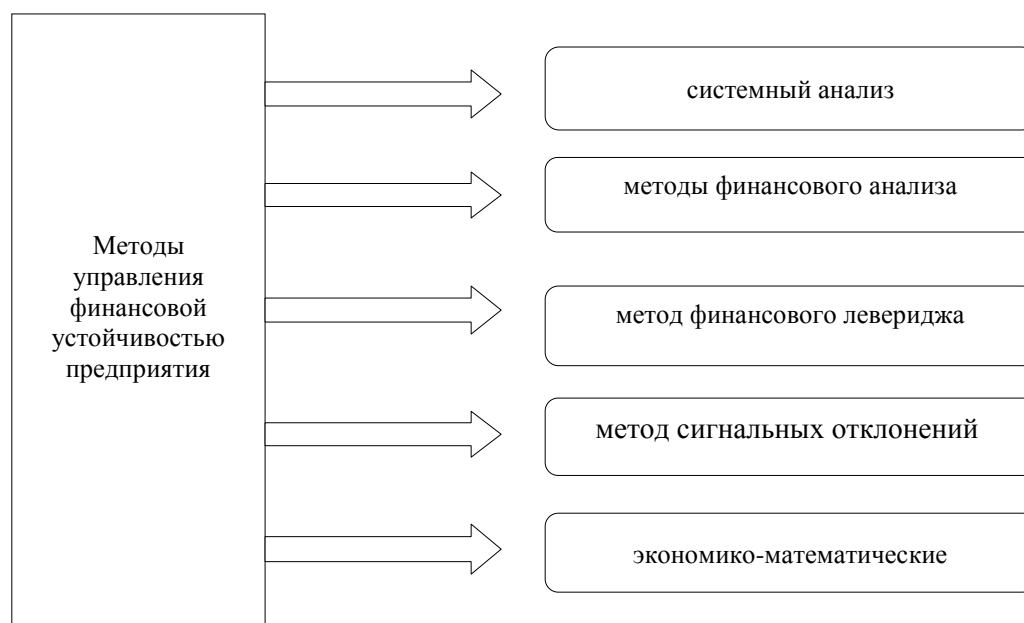 Методы
управления
финансовой
устойчивостью
предприятия
системный анализ
методы финансового анализа
метод финансового левериджа
метод сигнальных отклонений
экономико-математические